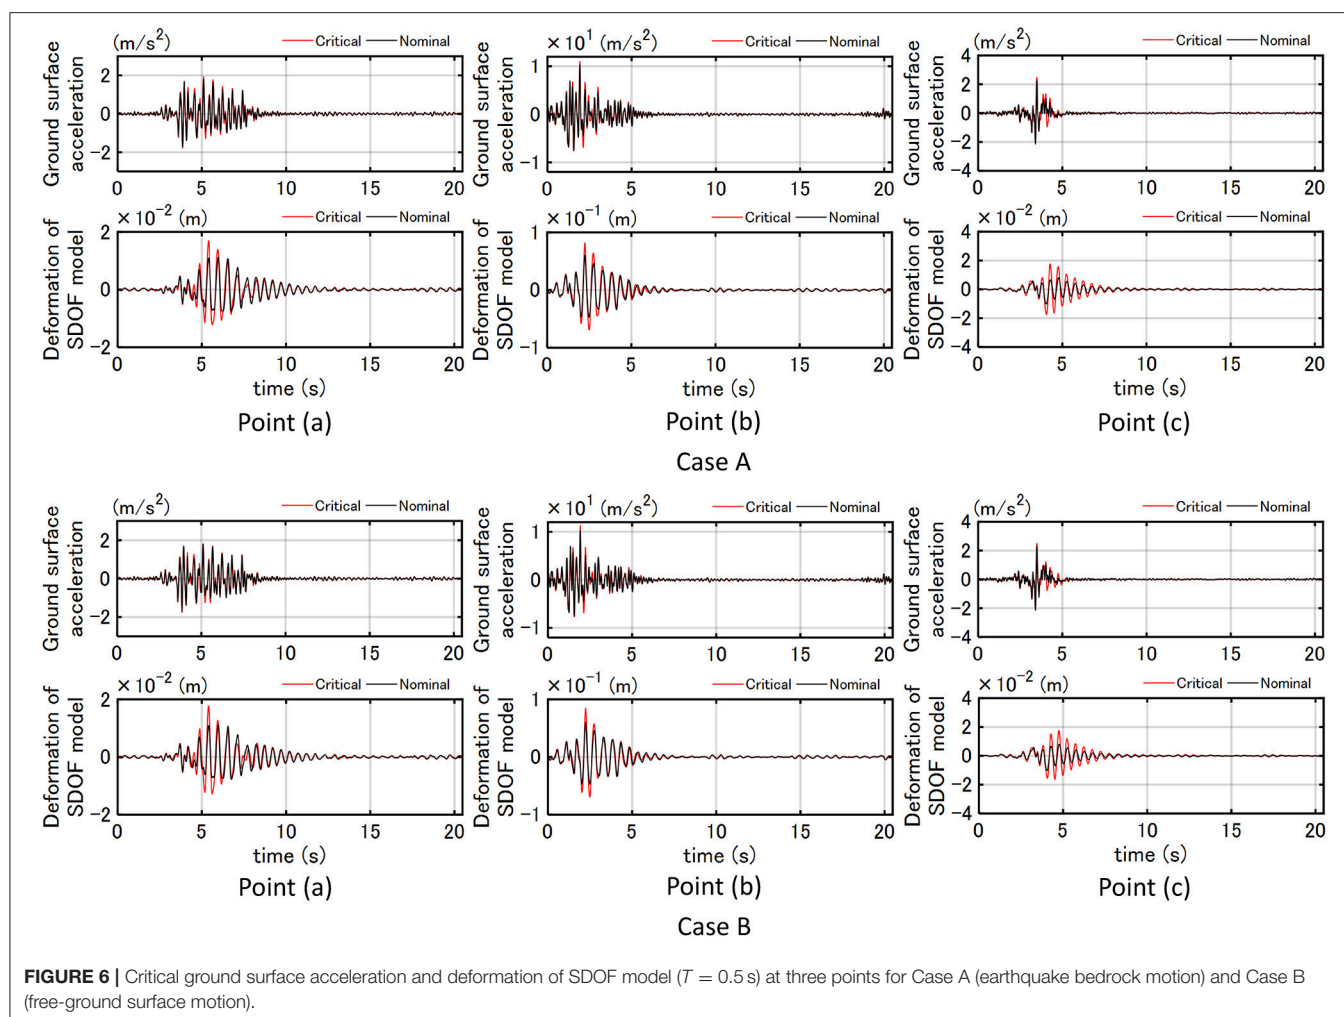 (m/s2)
Critical Nominal
Ground surface
acceleration
2
0
−2
0 5 10 15 20
× 10^1 (m/s2)
Critical Nominal
Ground surface
acceleration
1
0
−1
0 5 10 15 20
(m/s2)
Critical Nominal
Ground surface
acceleration
4
2
0
−2
−4
0 5 10 15 20
× 10^-2 (m)
Critical Nominal
Deformation of
SDOF model
2
0
−2
0 5 10 15 20
time (s)
Point (a)
× 10^-1 (m)
Critical Nominal
Deformation of
SDOF model
1
0
−1
0 5 10 15 20
time (s)
Point (b)
× 10^-2 (m)
Critical Nominal
Deformation of
SDOF model
4
2
0
−2
−4
0 5 10 15 20
time (s)
Point (c)
Case A
(m/s2)
Critical Nominal
Ground surface
acceleration
2
0
−2
0 5 10 15 20
× 10^1 (m/s2)
Critical Nominal
Ground surface
acceleration
1
0
−1
0 5 10 15 20
(m/s2)
Critical Nominal
Ground surface
acceleration
4
2
0
−2
−4
0 5 10 15 20
× 10^-2 (m)
Critical Nominal
Deformation of
SDOF model
2
0
−2
0 5 10 15 20
time (s)
Point (a)
× 10^-1 (m)
Critical Nominal
Deformation of
SDOF model
1
0
−1
0 5 10 15 20
time (s)
Point (b)
× 10^-2 (m)
Critical Nominal
Deformation of
SDOF model
4
2
0
−2
−4
0 5 10 15 20
time (s)
Point (c)
Case B
FIGURE 6 | Critical ground surface acceleration and deformation of SDOF model (T = 0.5 s) at three points for Case A (earthquake bedrock motion) and Case B
(free-ground surface motion).